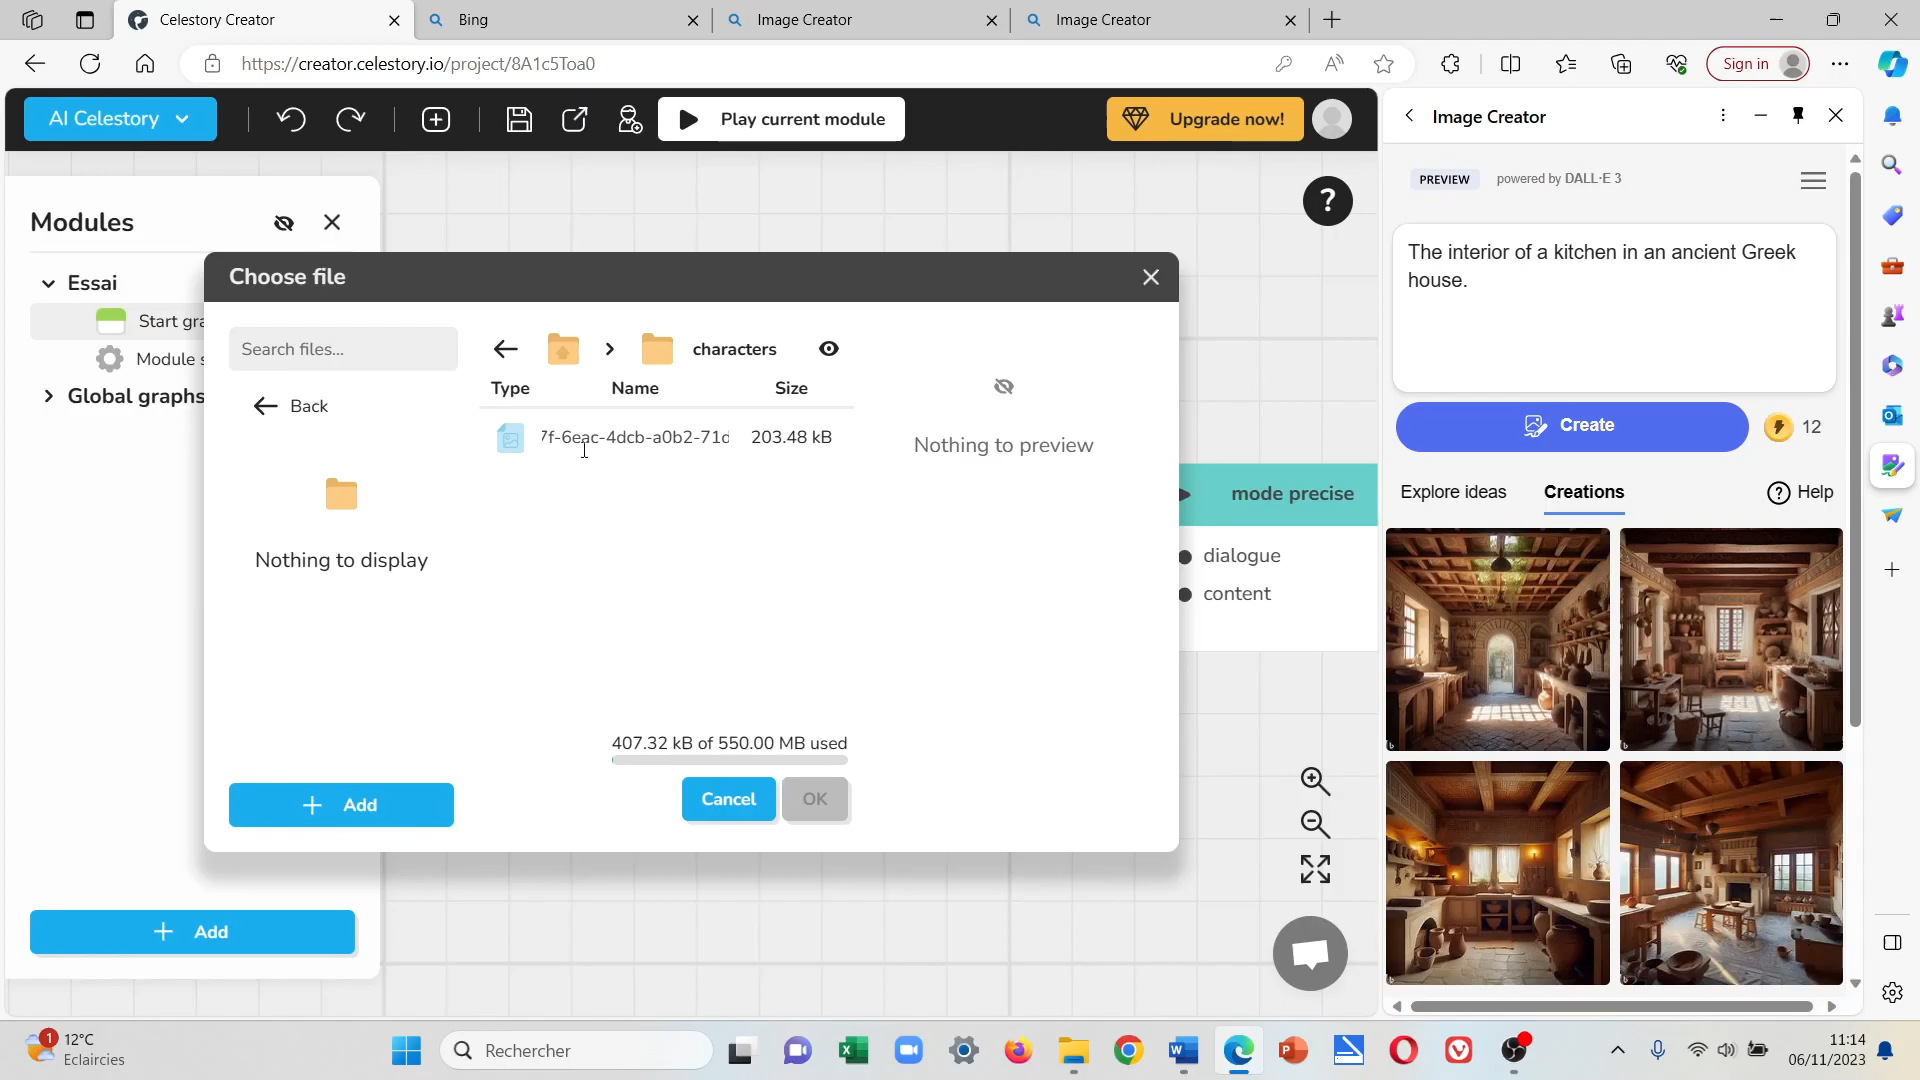 Celestory Creator
Bing
Image Creator
Image Creator
https://creator.celestory.io/project/8A1c5Toa0
Sign in
AI Celestory
Play current module
Upgrade now!
Image Creator
PREVIEW
powered by DALL·E 3
The interior of a kitchen in an ancient Greek
house.
Create
12
Explore ideas
Creations
Help
Modules
Essai
Start gra
Module s
Global graphs
Add
Choose file
Search files...
Back
Nothing to display
Add
characters
Type
Name
Size
7f-6eac-4dcb-a0b2-71d
203.48 kB
Nothing to preview
407.32 kB of 550.00 MB used
Cancel
OK
?
mode precise
dialogue
content
1
12°C
Eclaircies
Rechercher
11:14
06/11/2023